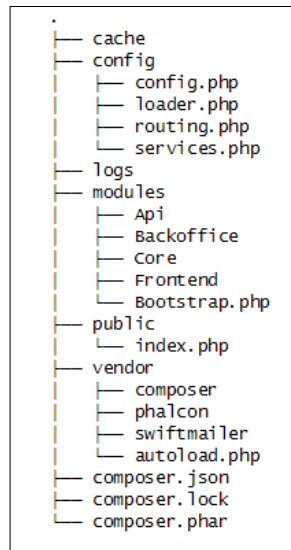 .
├── cache
├── config
│   ├── config.php
│   ├── loader.php
│   ├── routing.php
│   └── services.php
├── logs
├── modules
│   ├── Api
│   ├── Backoffice
│   ├── Core
│   ├── Frontend
│   └── Bootstrap.php
├── public
│   └── index.php
├── vendor
│   ├── composer
│   ├── phalcon
│   ├── swiftmailer
│   └── autoload.php
├── composer.json
├── composer.lock
└── composer.phar